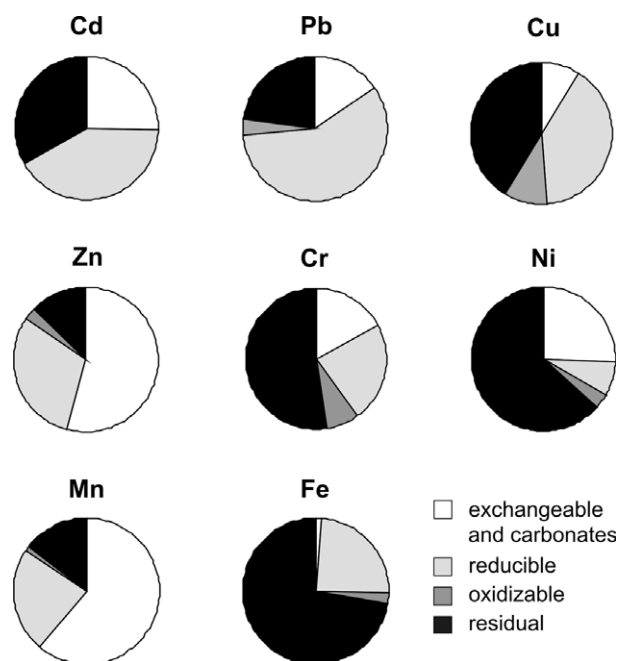 Cd
Pb
Cu
Zn
Cr
Ni
Mn
Fe
exchangeable
and carbonates
reducible
oxidizable
residual